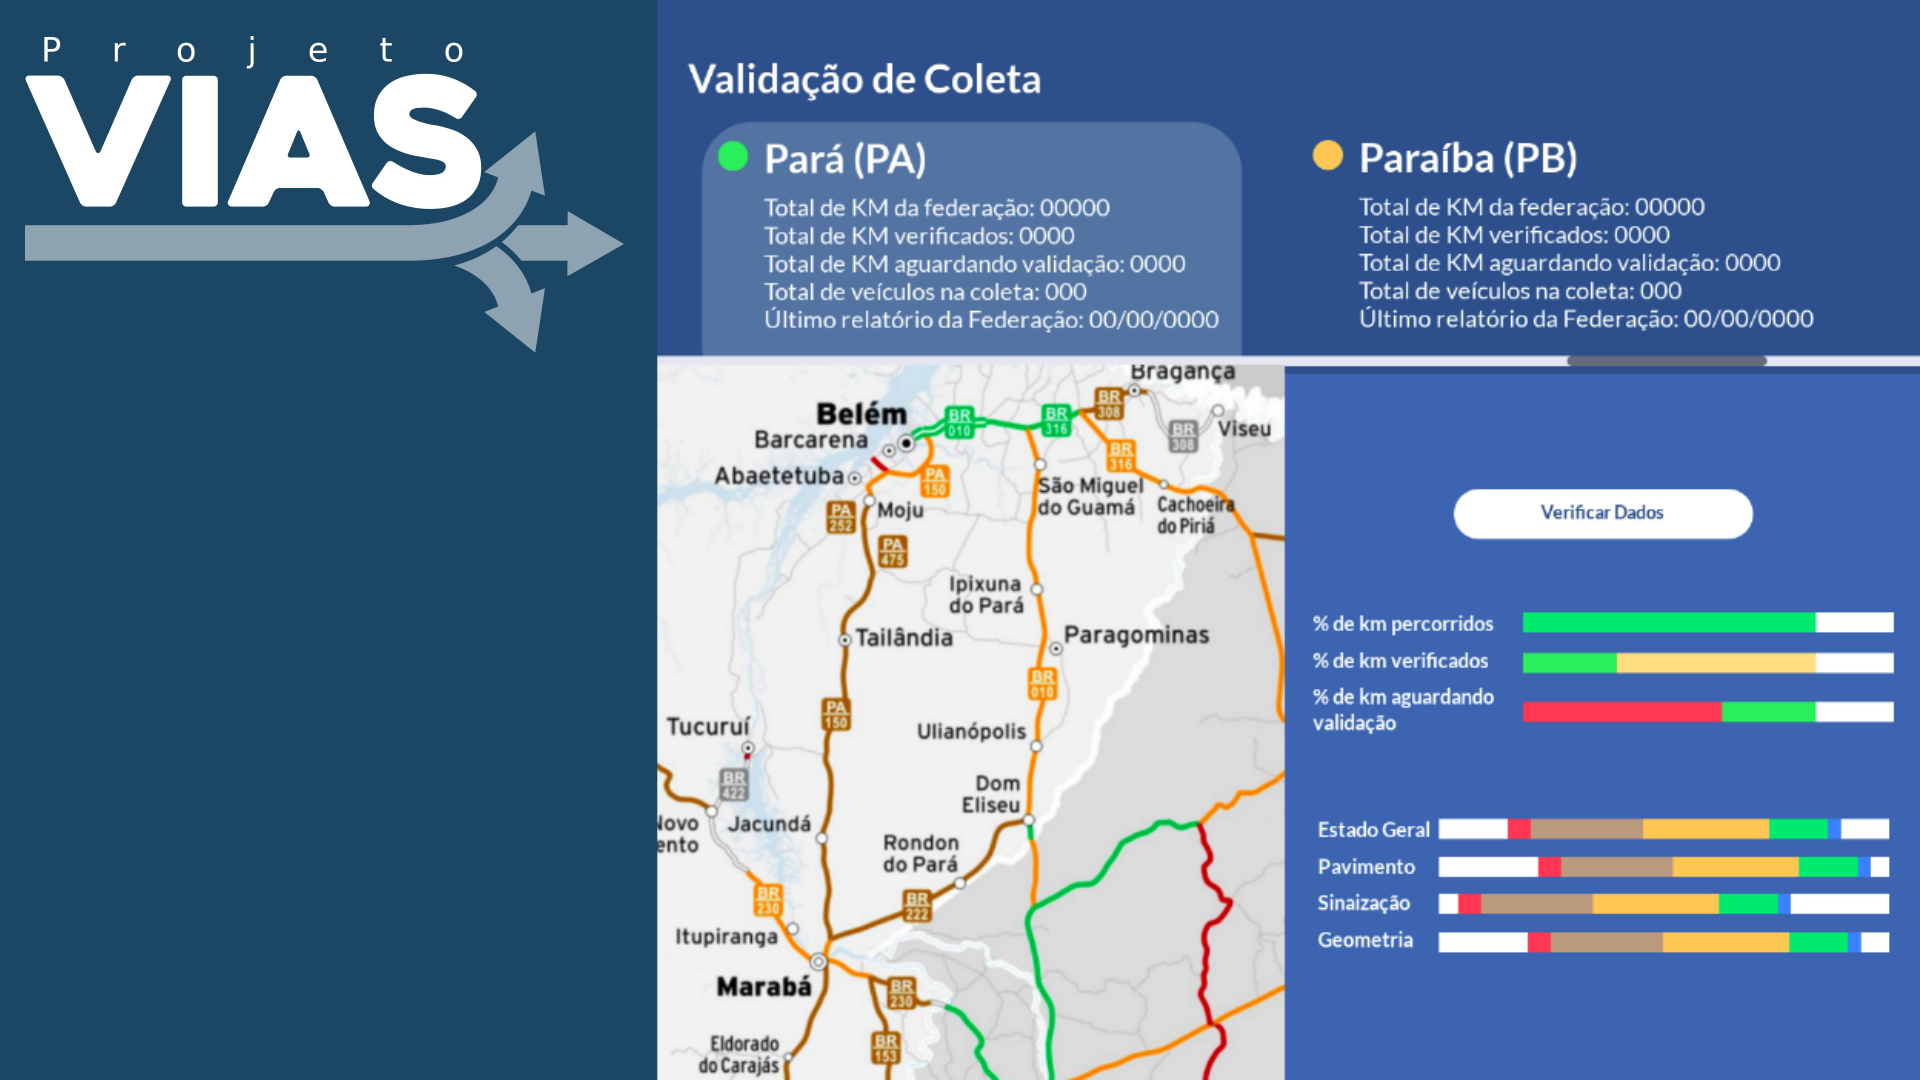 Projeto
VIAS
Validação de Coleta
Pará (PA)
Total de KM da federação: 00000
Total de KM verificados: 0000
Total de KM aguardando validação: 0000
Total de veículos na coleta: 000
Último relatório da Federação: 00/00/0000
Paraíba (PB)
Total de KM da federação: 00000
Total de KM verificados: 0000
Total de KM aguardando validação: 0000
Total de veículos na coleta: 000
Último relatório da Federação: 00/00/0000
Bragança
BR
308
Belém
BR
010
BR
316
Viseu
BR
308
Barcarena
BR
316
Abaetetuba
PA
150
São Miguel
do Guamá
Cachoeira
do Piriá
PA
252
Moju
PA
475
Ipixuna
do Pará
Tailândia
Paragominas
BR
010
PA
150
Tucuruí
Ulianópolis
BR
422
Dom
Eliseu
Novo
ento
Jacundá
Rondon
do Pará
BR
230
BR
222
Itupiranga
Marabá
BR
230
Eldorado
do Carajás
BR
153
Verificar Dados
% de km percorridos
% de km verificados
% de km aguardando
validação
Estado Geral
Pavimento
Sinaização
Geometria